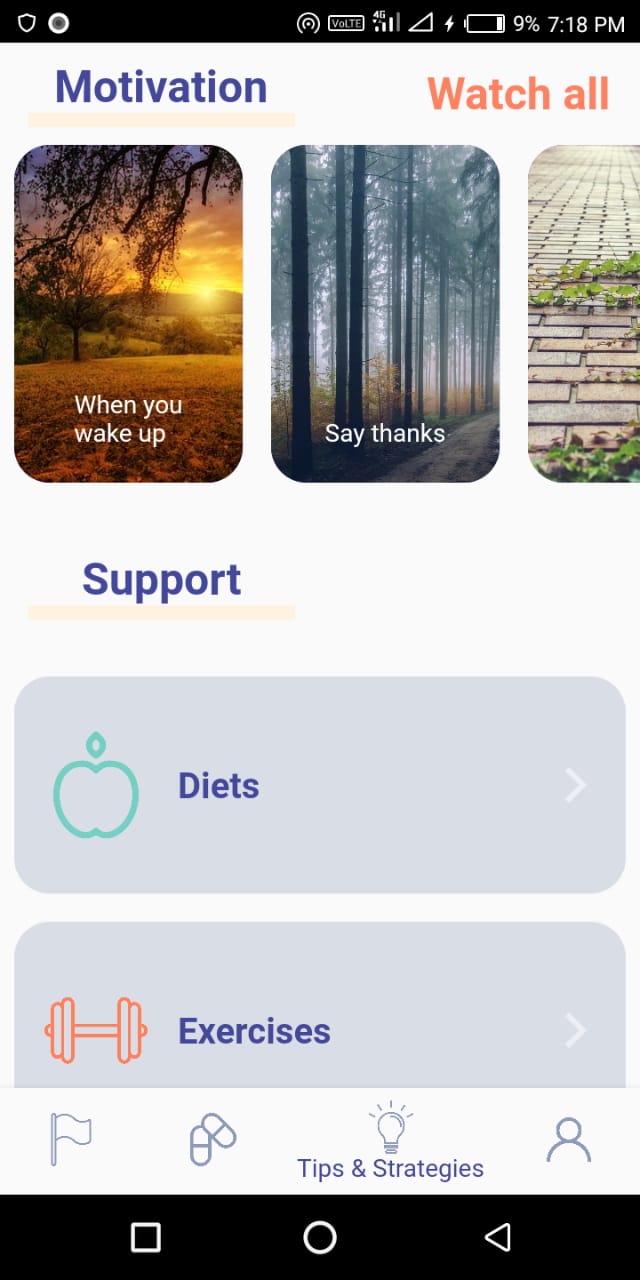 VoLTE 4G 9% 7:18 PM
Motivation
Watch all
When you
wake up
Say thanks
Support
Diets
Exercises
Tips & Strategies